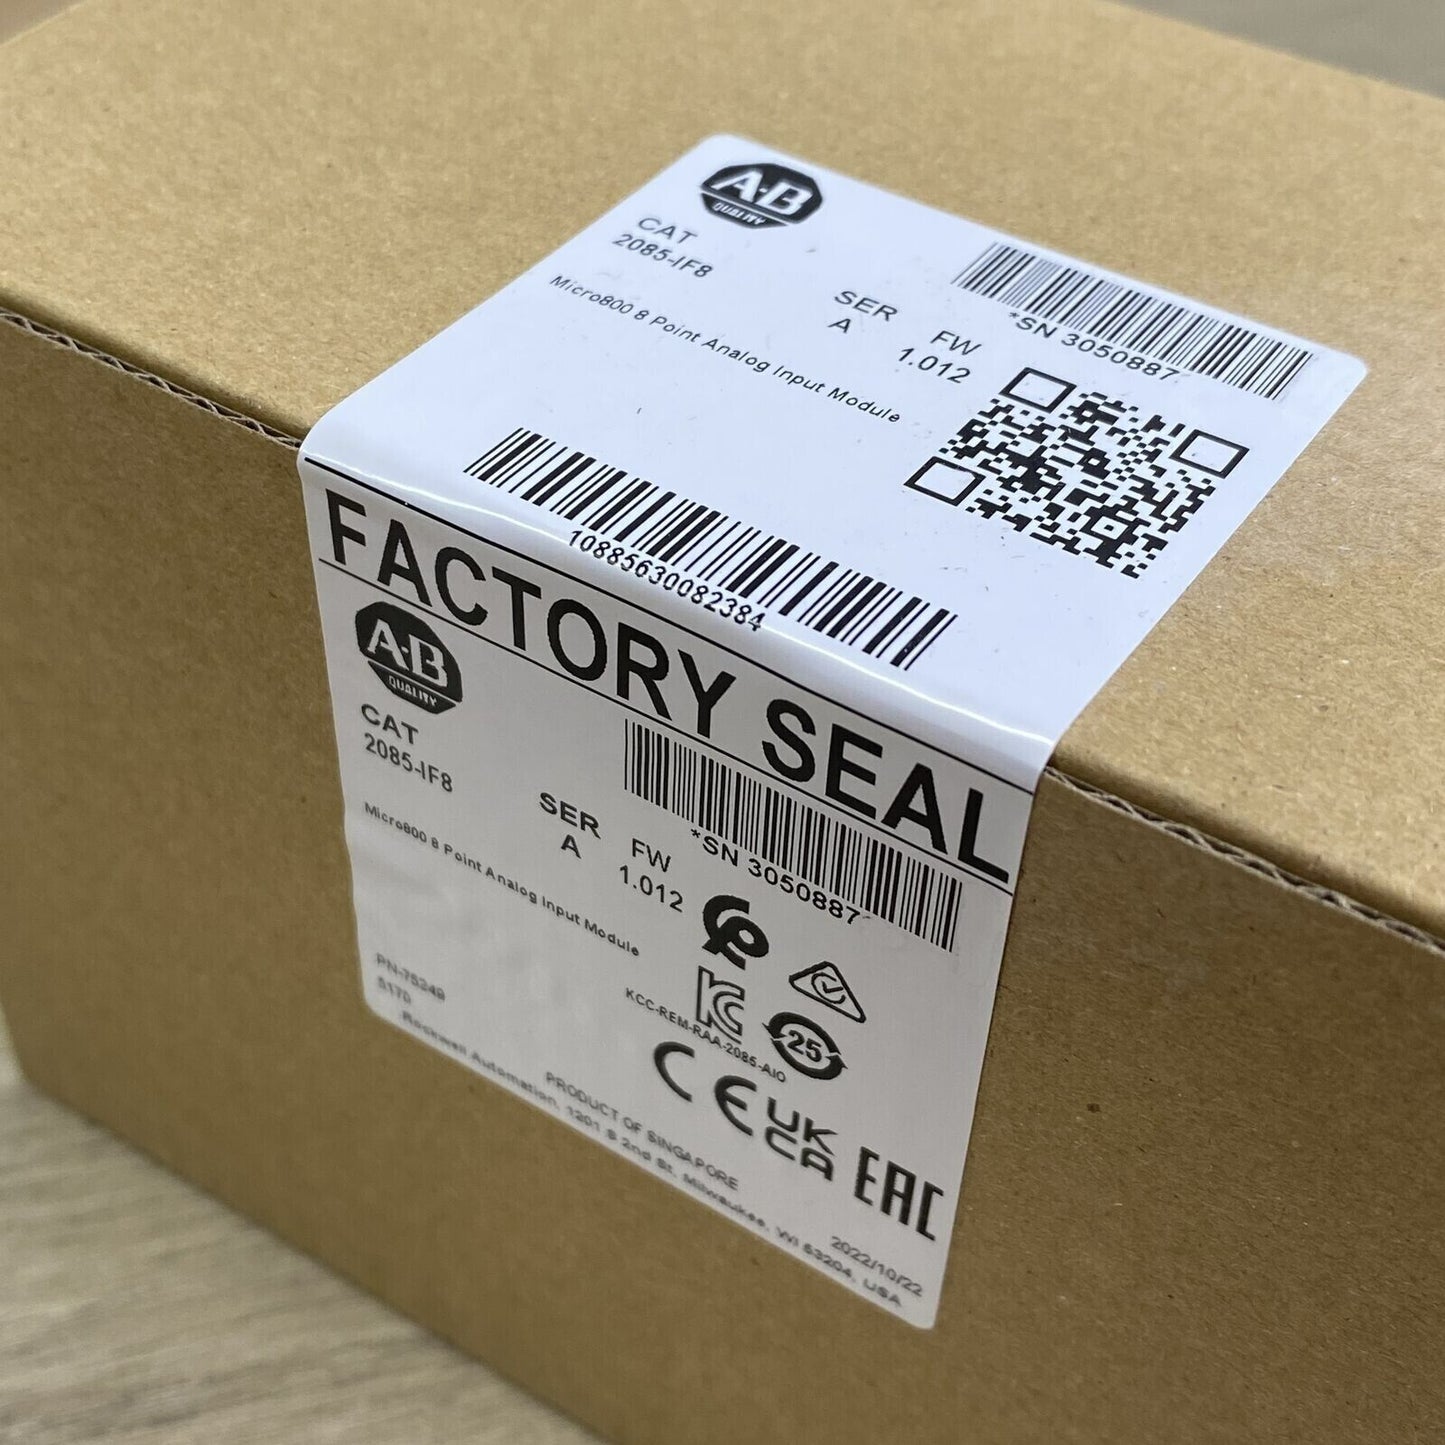 A·B
QUALITY
CAT
2085-IF8
SER
A
FW
1.012
*SN 3050887
Micro800 8 Point Analog Input Module
10885630082384
FACTORY SEAL
A·B
QUALITY
CAT
2085-IF8
SER
A
FW
1.012
*SN 3050887
Micro800 8 Point Analog Input Module
PN-75249
5170
KC
KCC-REM-RAA-2085-AIO
25
CE
UK
CA
EAC
PRODUCT OF SINGAPORE
2022/10/22
Rockwell Automation, 1201 S 2nd St, Milwaukee, WI 53204, USA